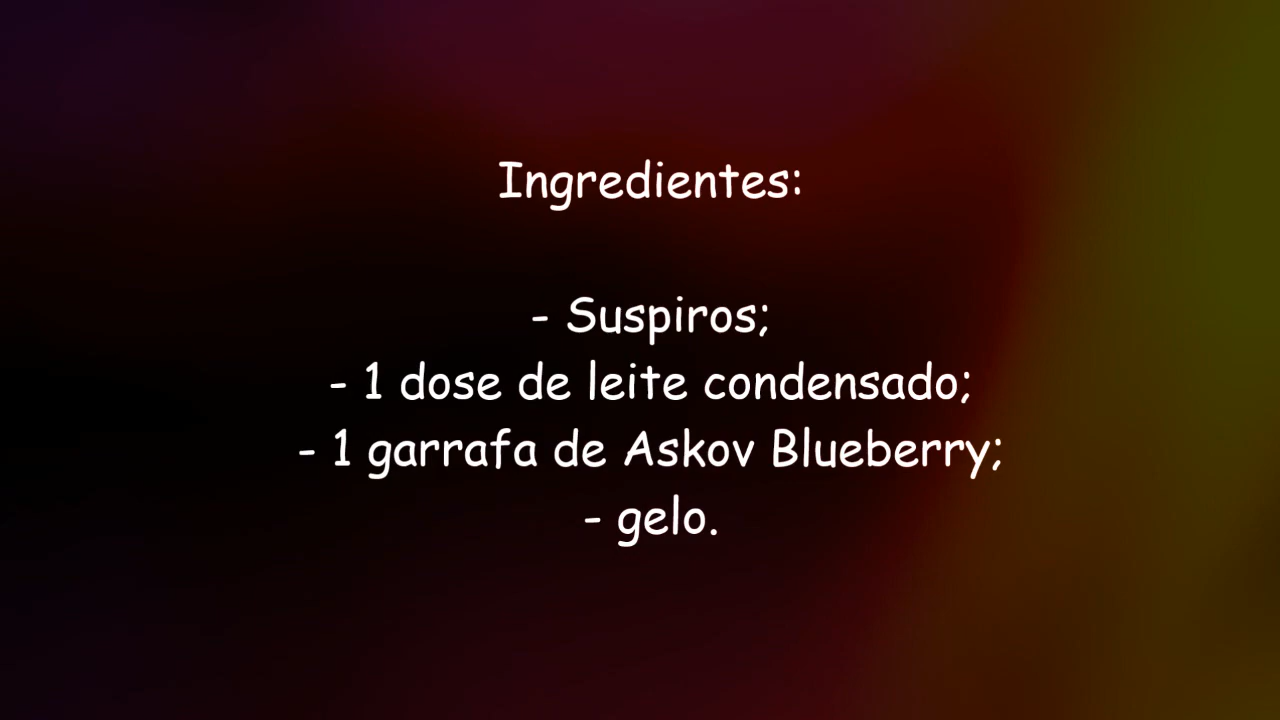 Ingredientes:
- Suspiros;
- 1 dose de leite condensado;
- 1 garrafa de Askov Blueberry;
- gelo.